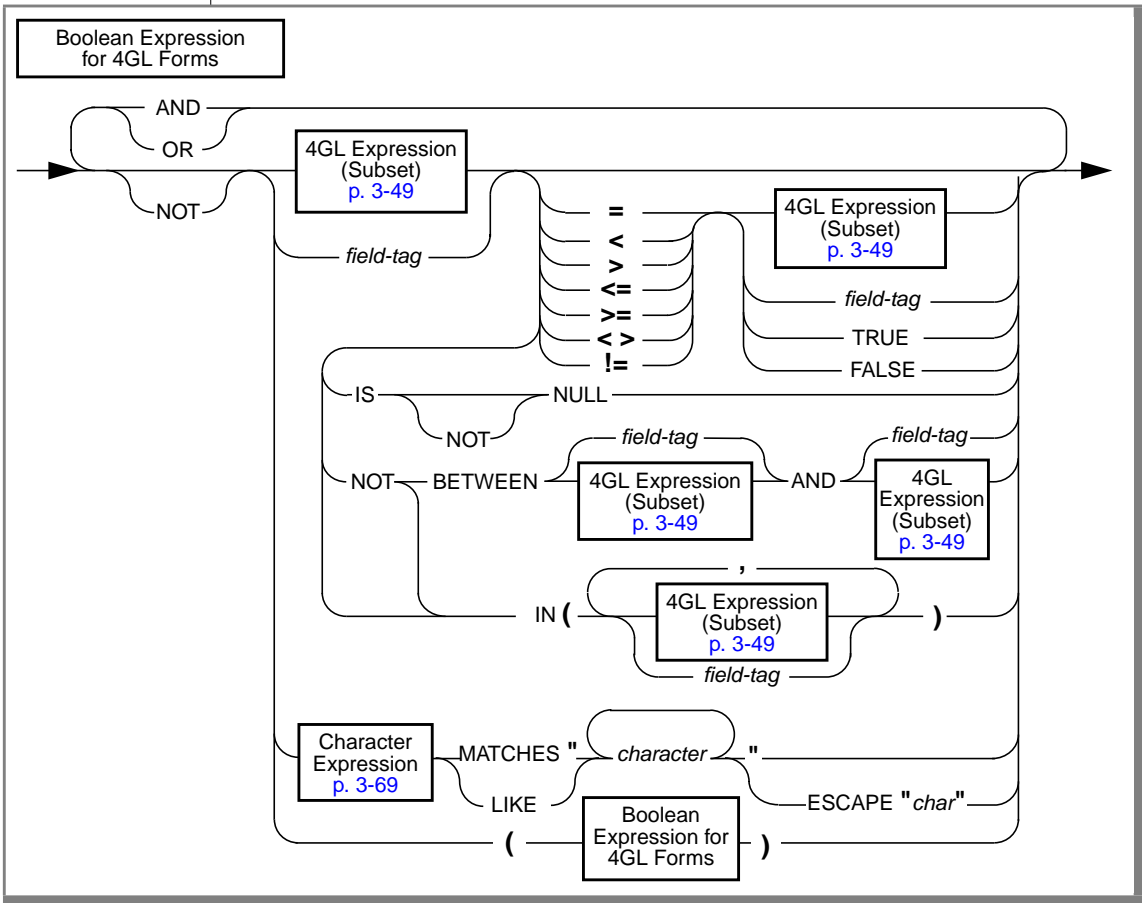 Boolean Expression
for 4GL Forms
AND
OR
NOT
4GL Expression
(Subset)
p. 3-49
field-tag
=
<
>
<=
>=
< >
!=
4GL Expression
(Subset)
p. 3-49
field-tag
TRUE
FALSE
IS
NOT
NULL
NOT
BETWEEN
field-tag
4GL Expression
(Subset)
p. 3-49
AND
field-tag
4GL
Expression
(Subset)
p. 3-49
IN (
,
4GL Expression
(Subset)
p. 3-49
field-tag
)
Character
Expression
p. 3-69
MATCHES "
LIKE
character
"
ESCAPE "char"
(
Boolean
Expression for
4GL Forms
)